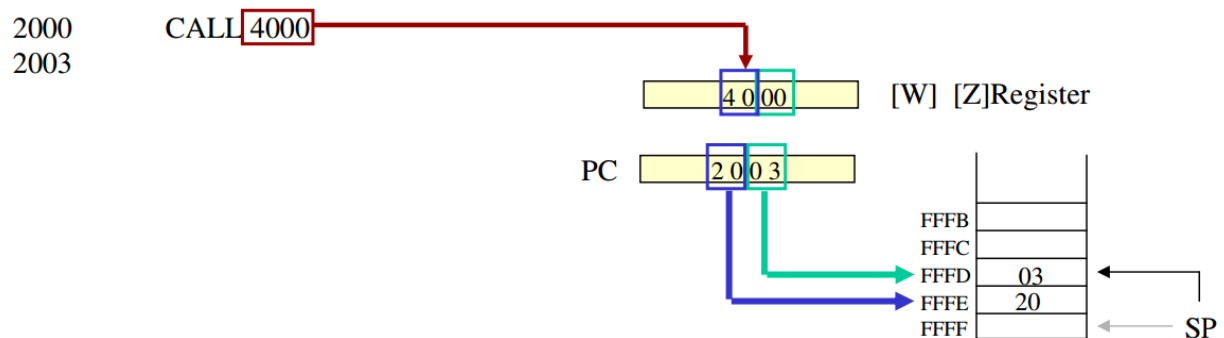 2000 CALL 4000
2003
4 0 00 [W] [Z]Register
PC 2 0 0 3
FFFB
FFFC
FFFD 03
FFFE 20
FFFF SP